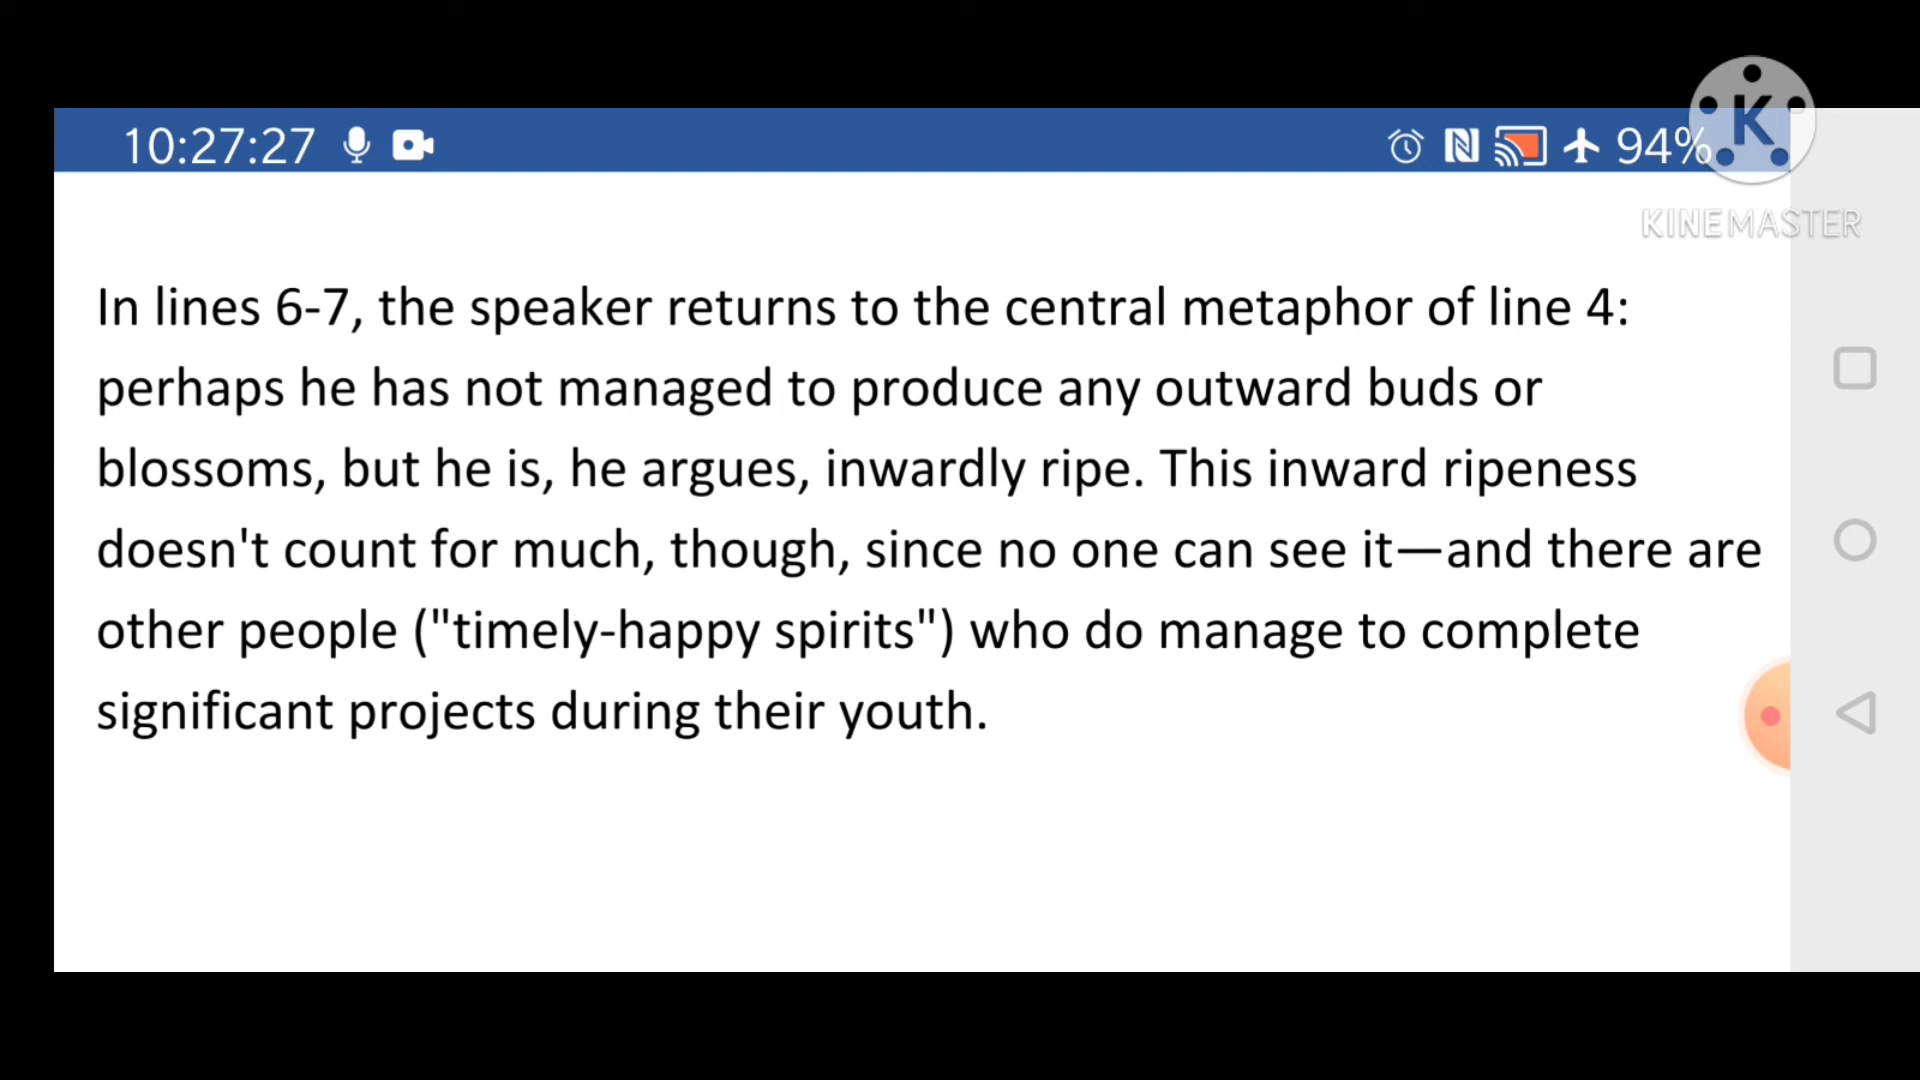 10:27:27 94%
K
KINEMASTER
In lines 6-7, the speaker returns to the central metaphor of line 4:
perhaps he has not managed to produce any outward buds or
blossoms, but he is, he argues, inwardly ripe. This inward ripeness
doesn't count for much, though, since no one can see it—and there are
other people ("timely-happy spirits") who do manage to complete
significant projects during their youth.